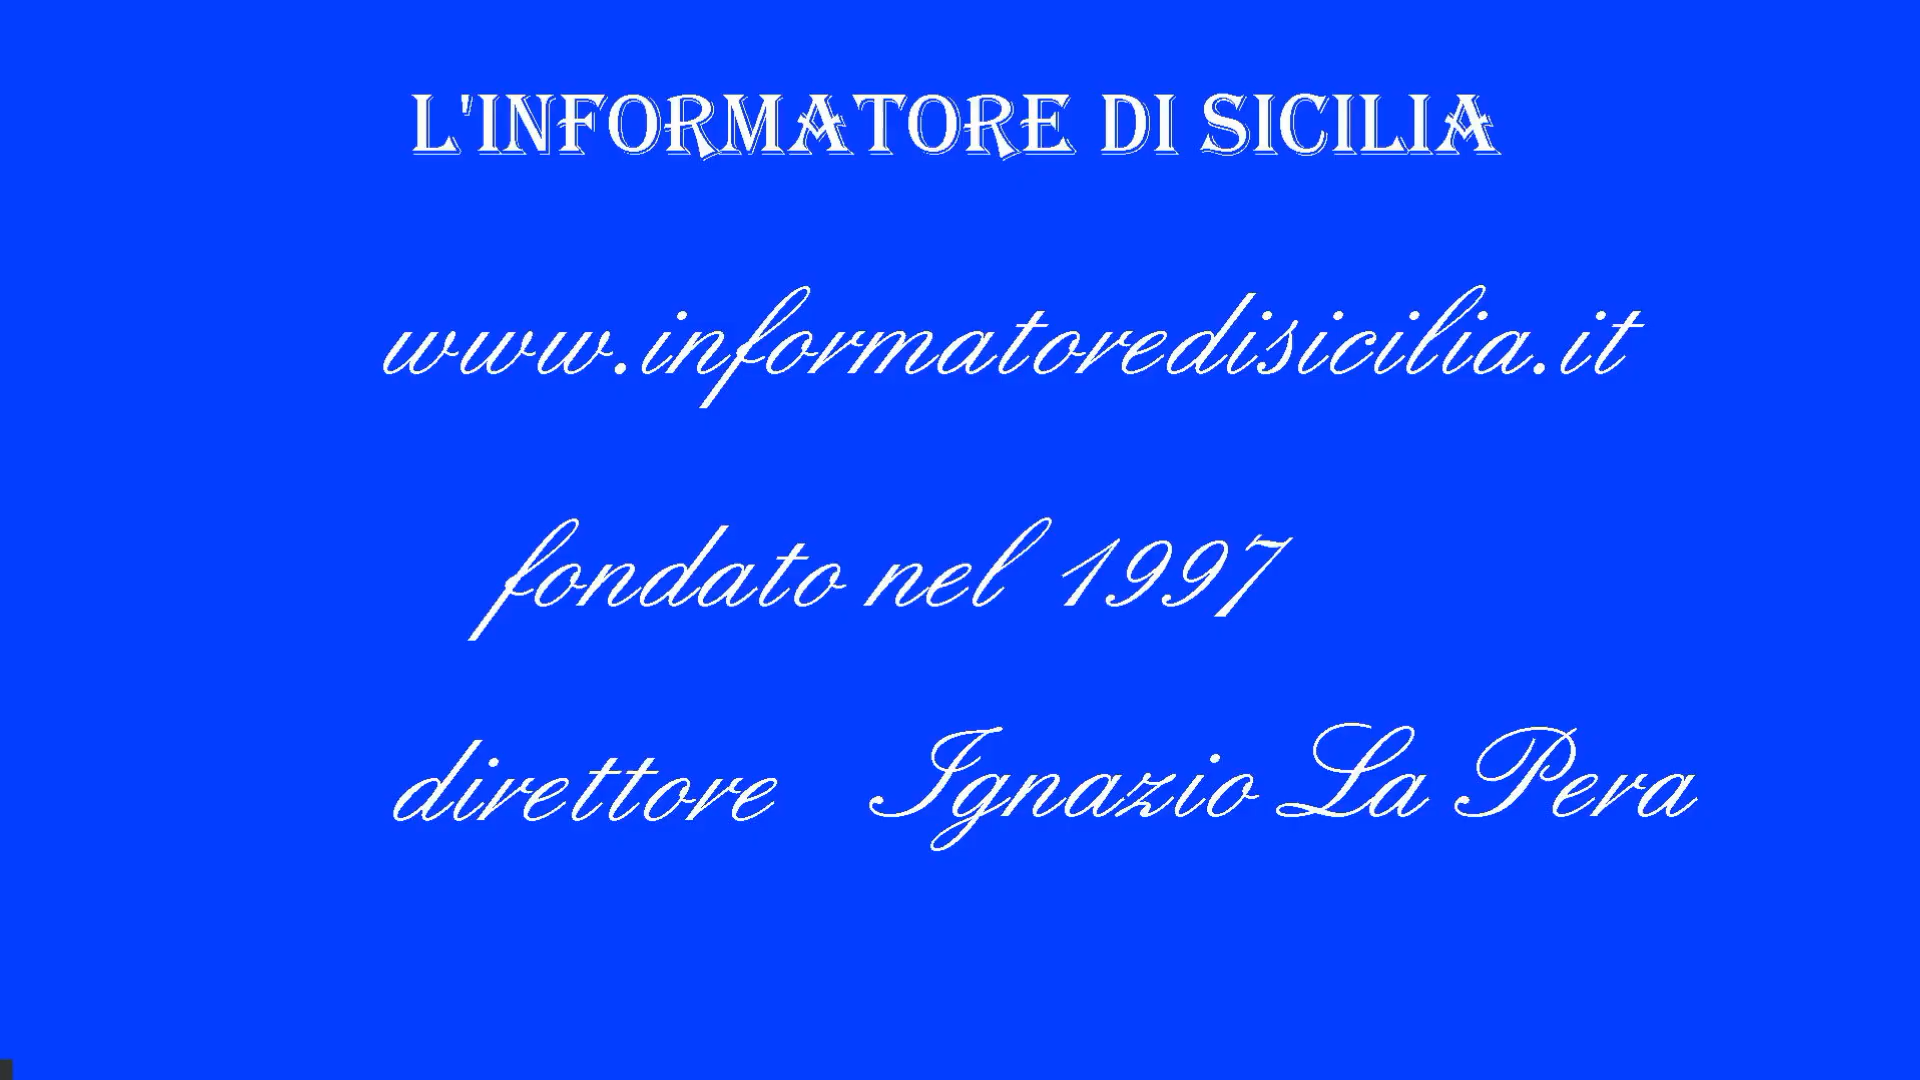 L'INFORMATORE DI SICILIA
www.informatoredisicilia.it
fondato nel 1997
direttore Ignazio La Pera